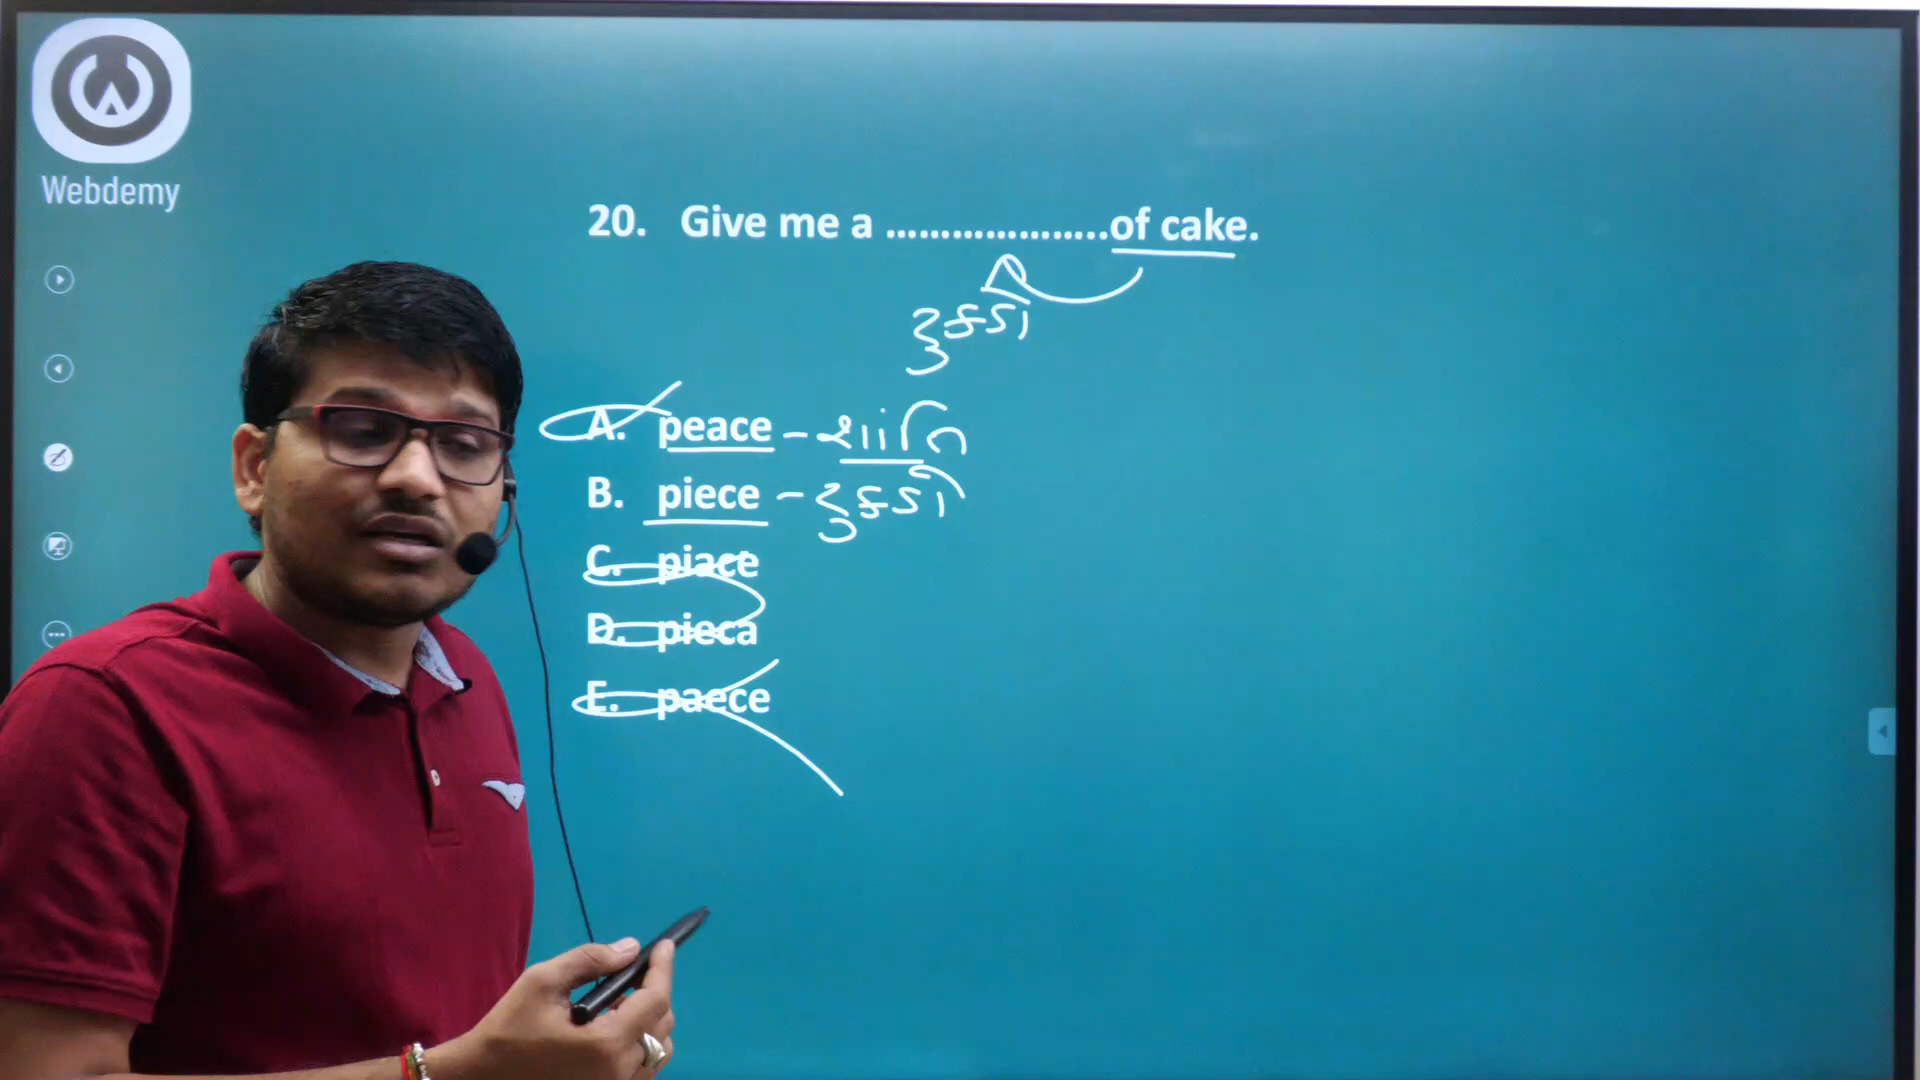 Webdemy
20. Give me a ......................of cake.
ટુકડો
A. peace – શાંતિ
B. piece – ટુકડો
C. piace
D. pieca
E. paece